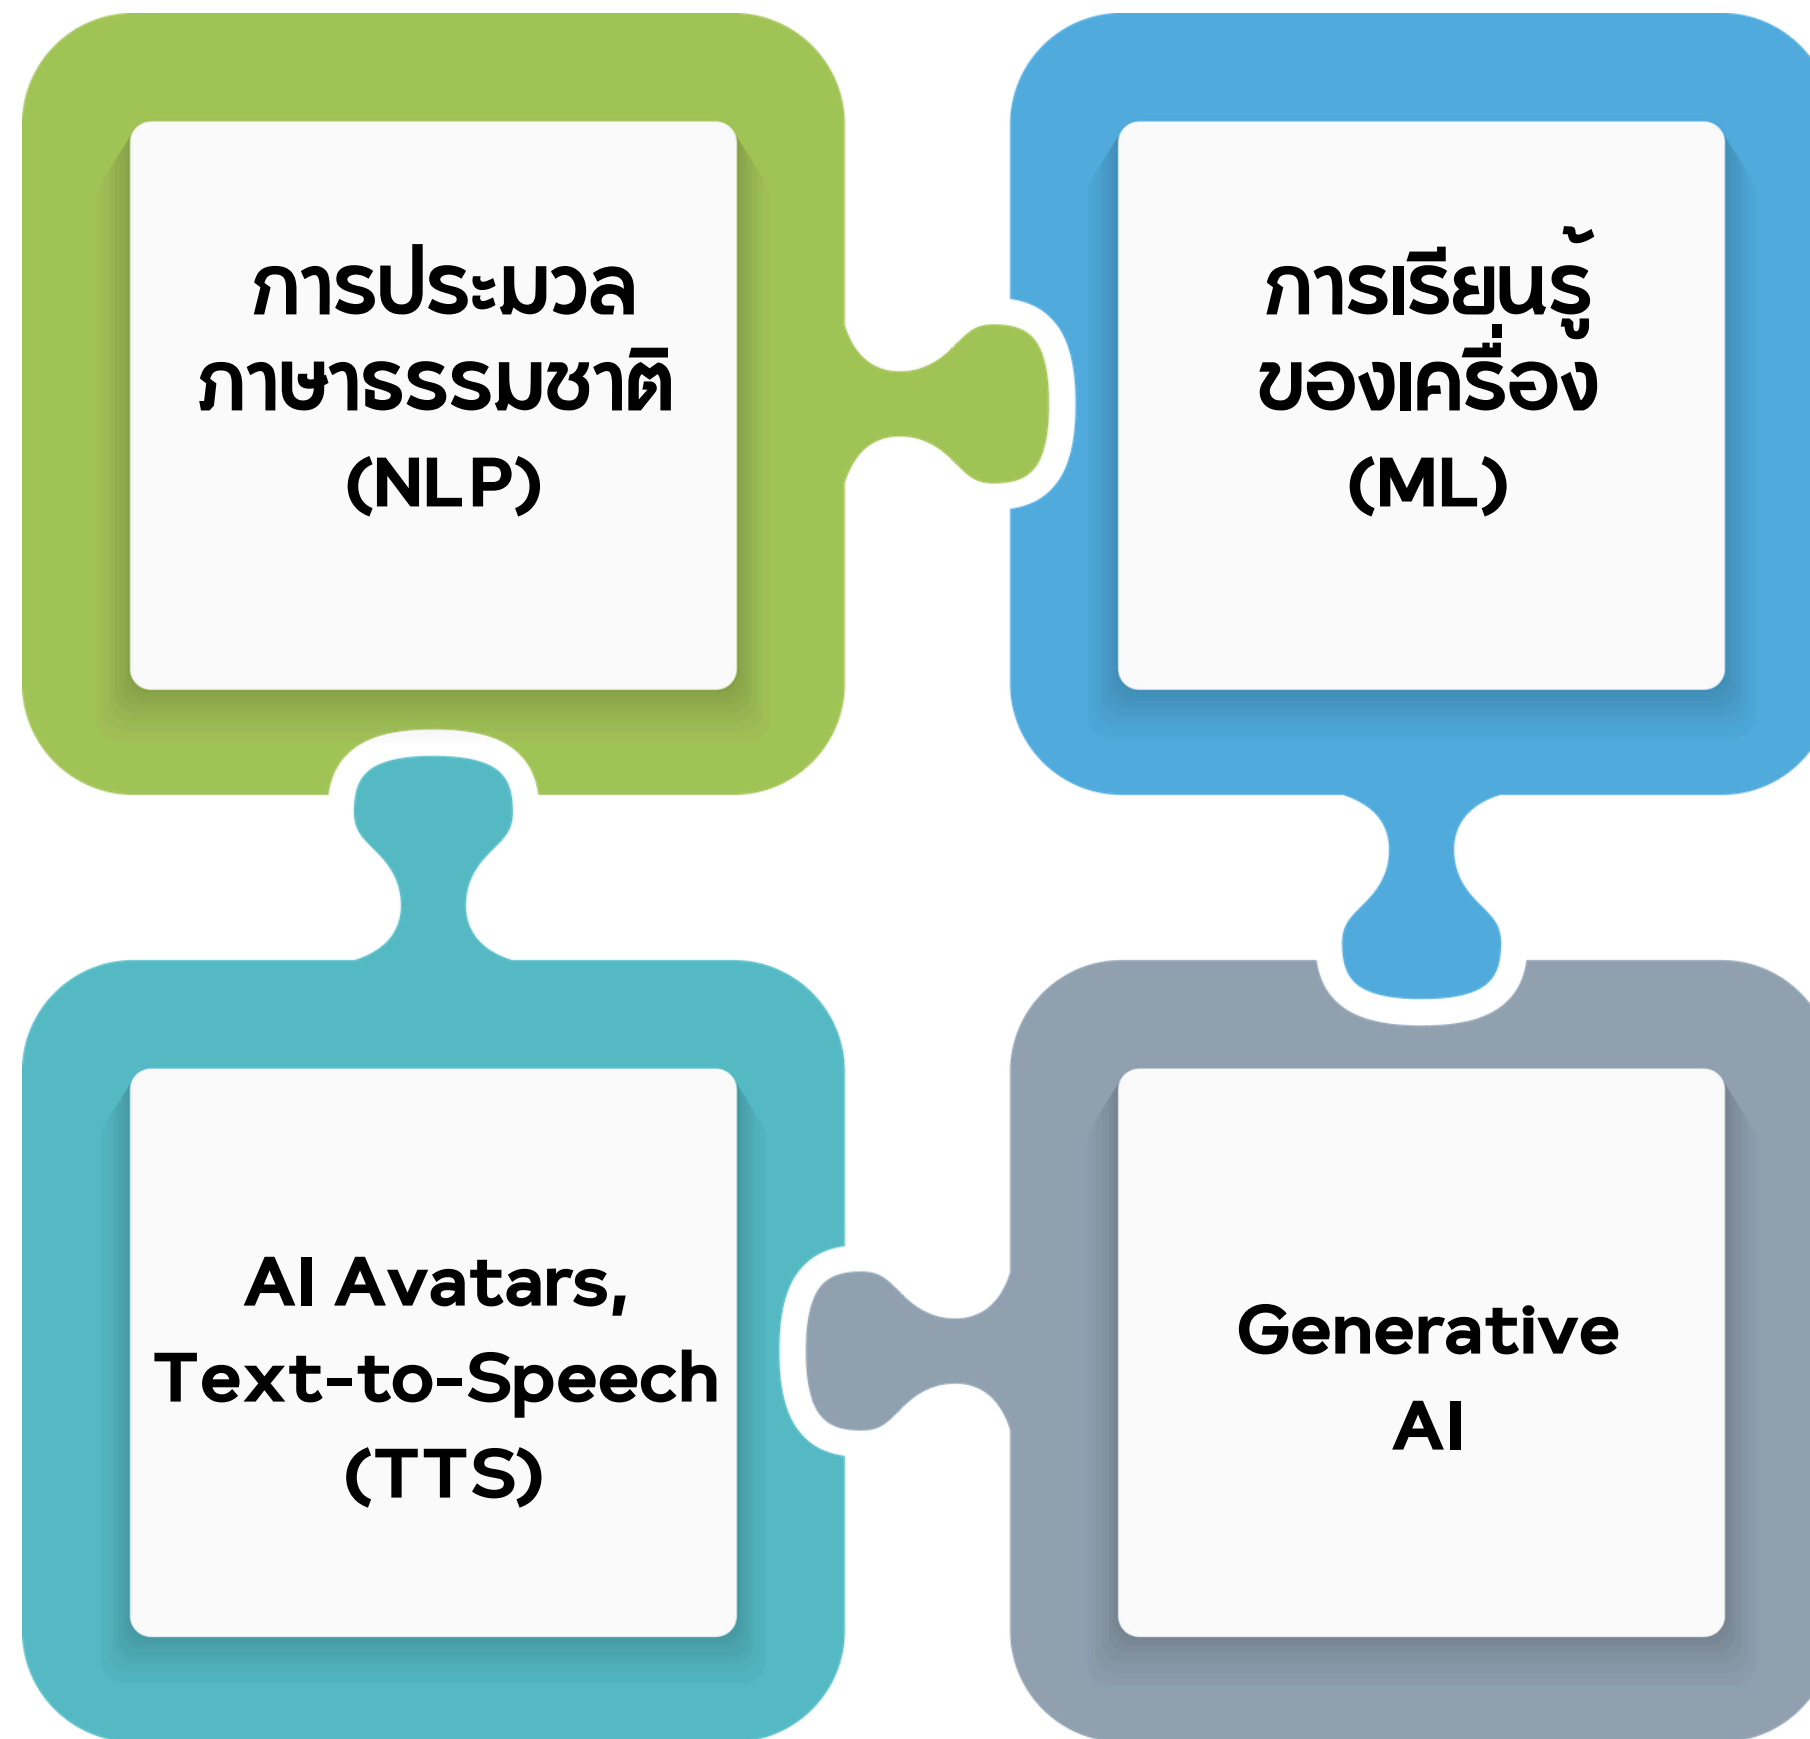 การประมวล
ภาษาธรรมชาติ
(NLP)
การเรียนรู้
ของเครื่อง
(ML)
AI Avatars,
Text-to-Speech
(TTS)
Generative
AI